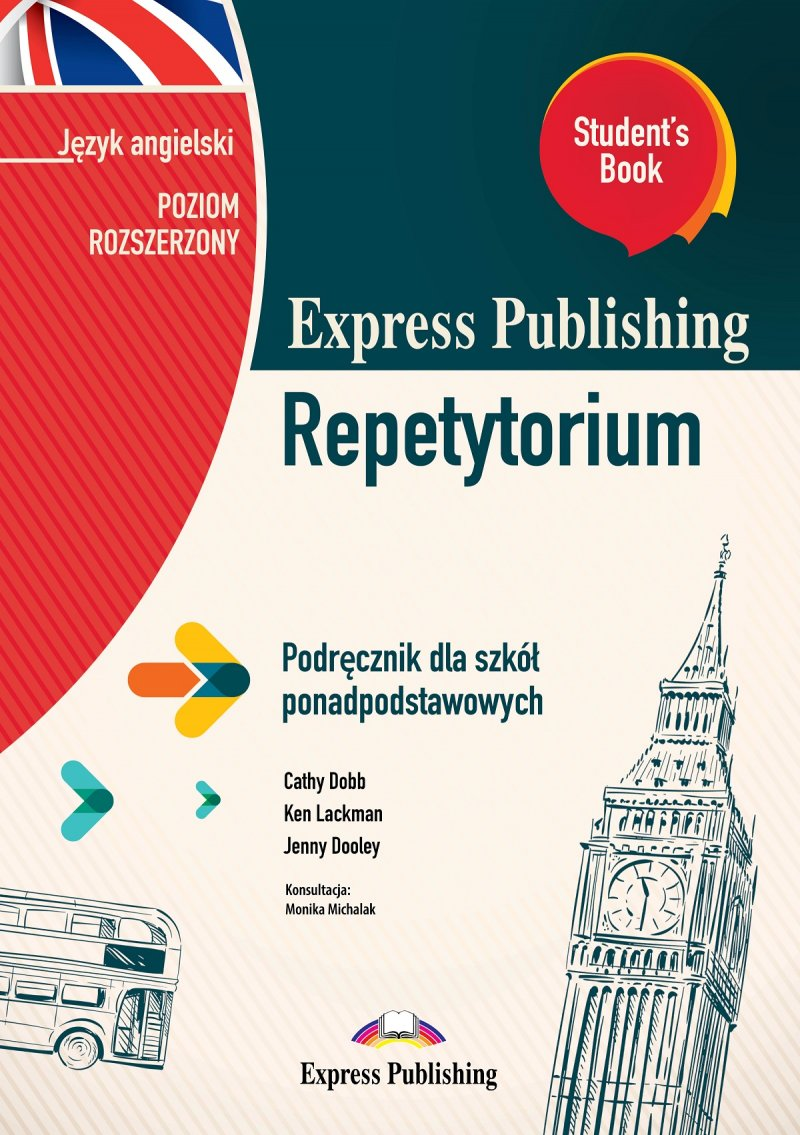 Język angielski
POZIOM
ROZSZERZONY
Student's
Book
Express Publishing
Repetytorium
Podręcznik dla szkół
ponadpodstawowych
Cathy Dobb
Ken Lackman
Jenny Dooley
Konsultacja:
Monika Michalak
Express Publishing